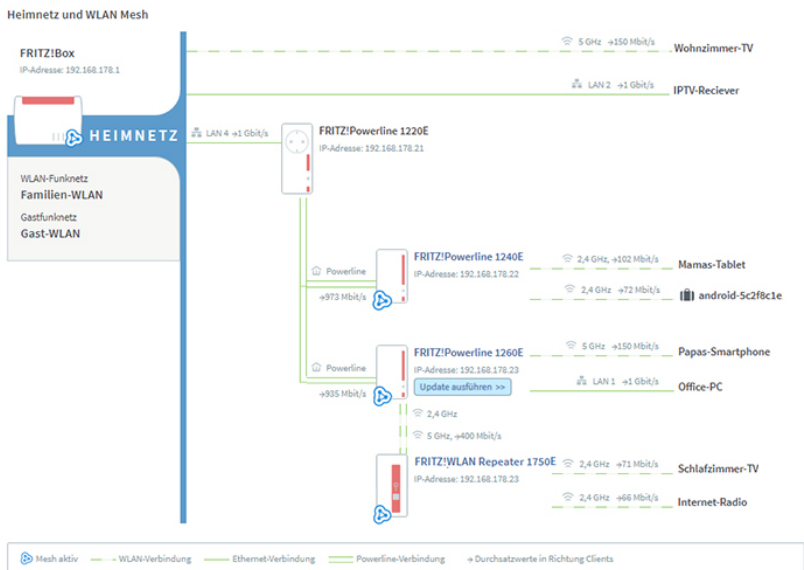 Heimnetz und WLAN Mesh
FRITZ!Box
IP-Adresse: 192.168.178.1
HEIMNETZ
WLAN-Funknetz
Familien-WLAN
Gastfunknetz
Gast-WLAN
5 GHz →150 Mbit/s
Wohnzimmer-TV
LAN 2 →1 Gbit/s
IPTV-Reciever
LAN 4 →1 Gbit/s
FRITZ!Powerline 1220E
IP-Adresse: 192.168.178.21
Powerline
→973 Mbit/s
FRITZ!Powerline 1240E
IP-Adresse: 192.168.178.22
2,4 GHz, →102 Mbit/s
Mamas-Tablet
2,4 GHz →72 Mbit/s
android-5c2f8c1e
Powerline
→935 Mbit/s
FRITZ!Powerline 1260E
IP-Adresse: 192.168.178.23
Update ausführen >>
5 GHz →150 Mbit/s
Papas-Smartphone
LAN 1 →1 Gbit/s
Office-PC
2,4 GHz
5 GHz, →400 Mbit/s
FRITZ!WLAN Repeater 1750E
IP-Adresse: 192.168.178.23
2,4 GHz →71 Mbit/s
Schlafzimmer-TV
2,4 GHz →66 Mbit/s
Internet-Radio
Mesh aktiv
WLAN-Verbindung
Ethernet-Verbindung
Powerline-Verbindung
→ Durchsatzwerte in Richtung Clients